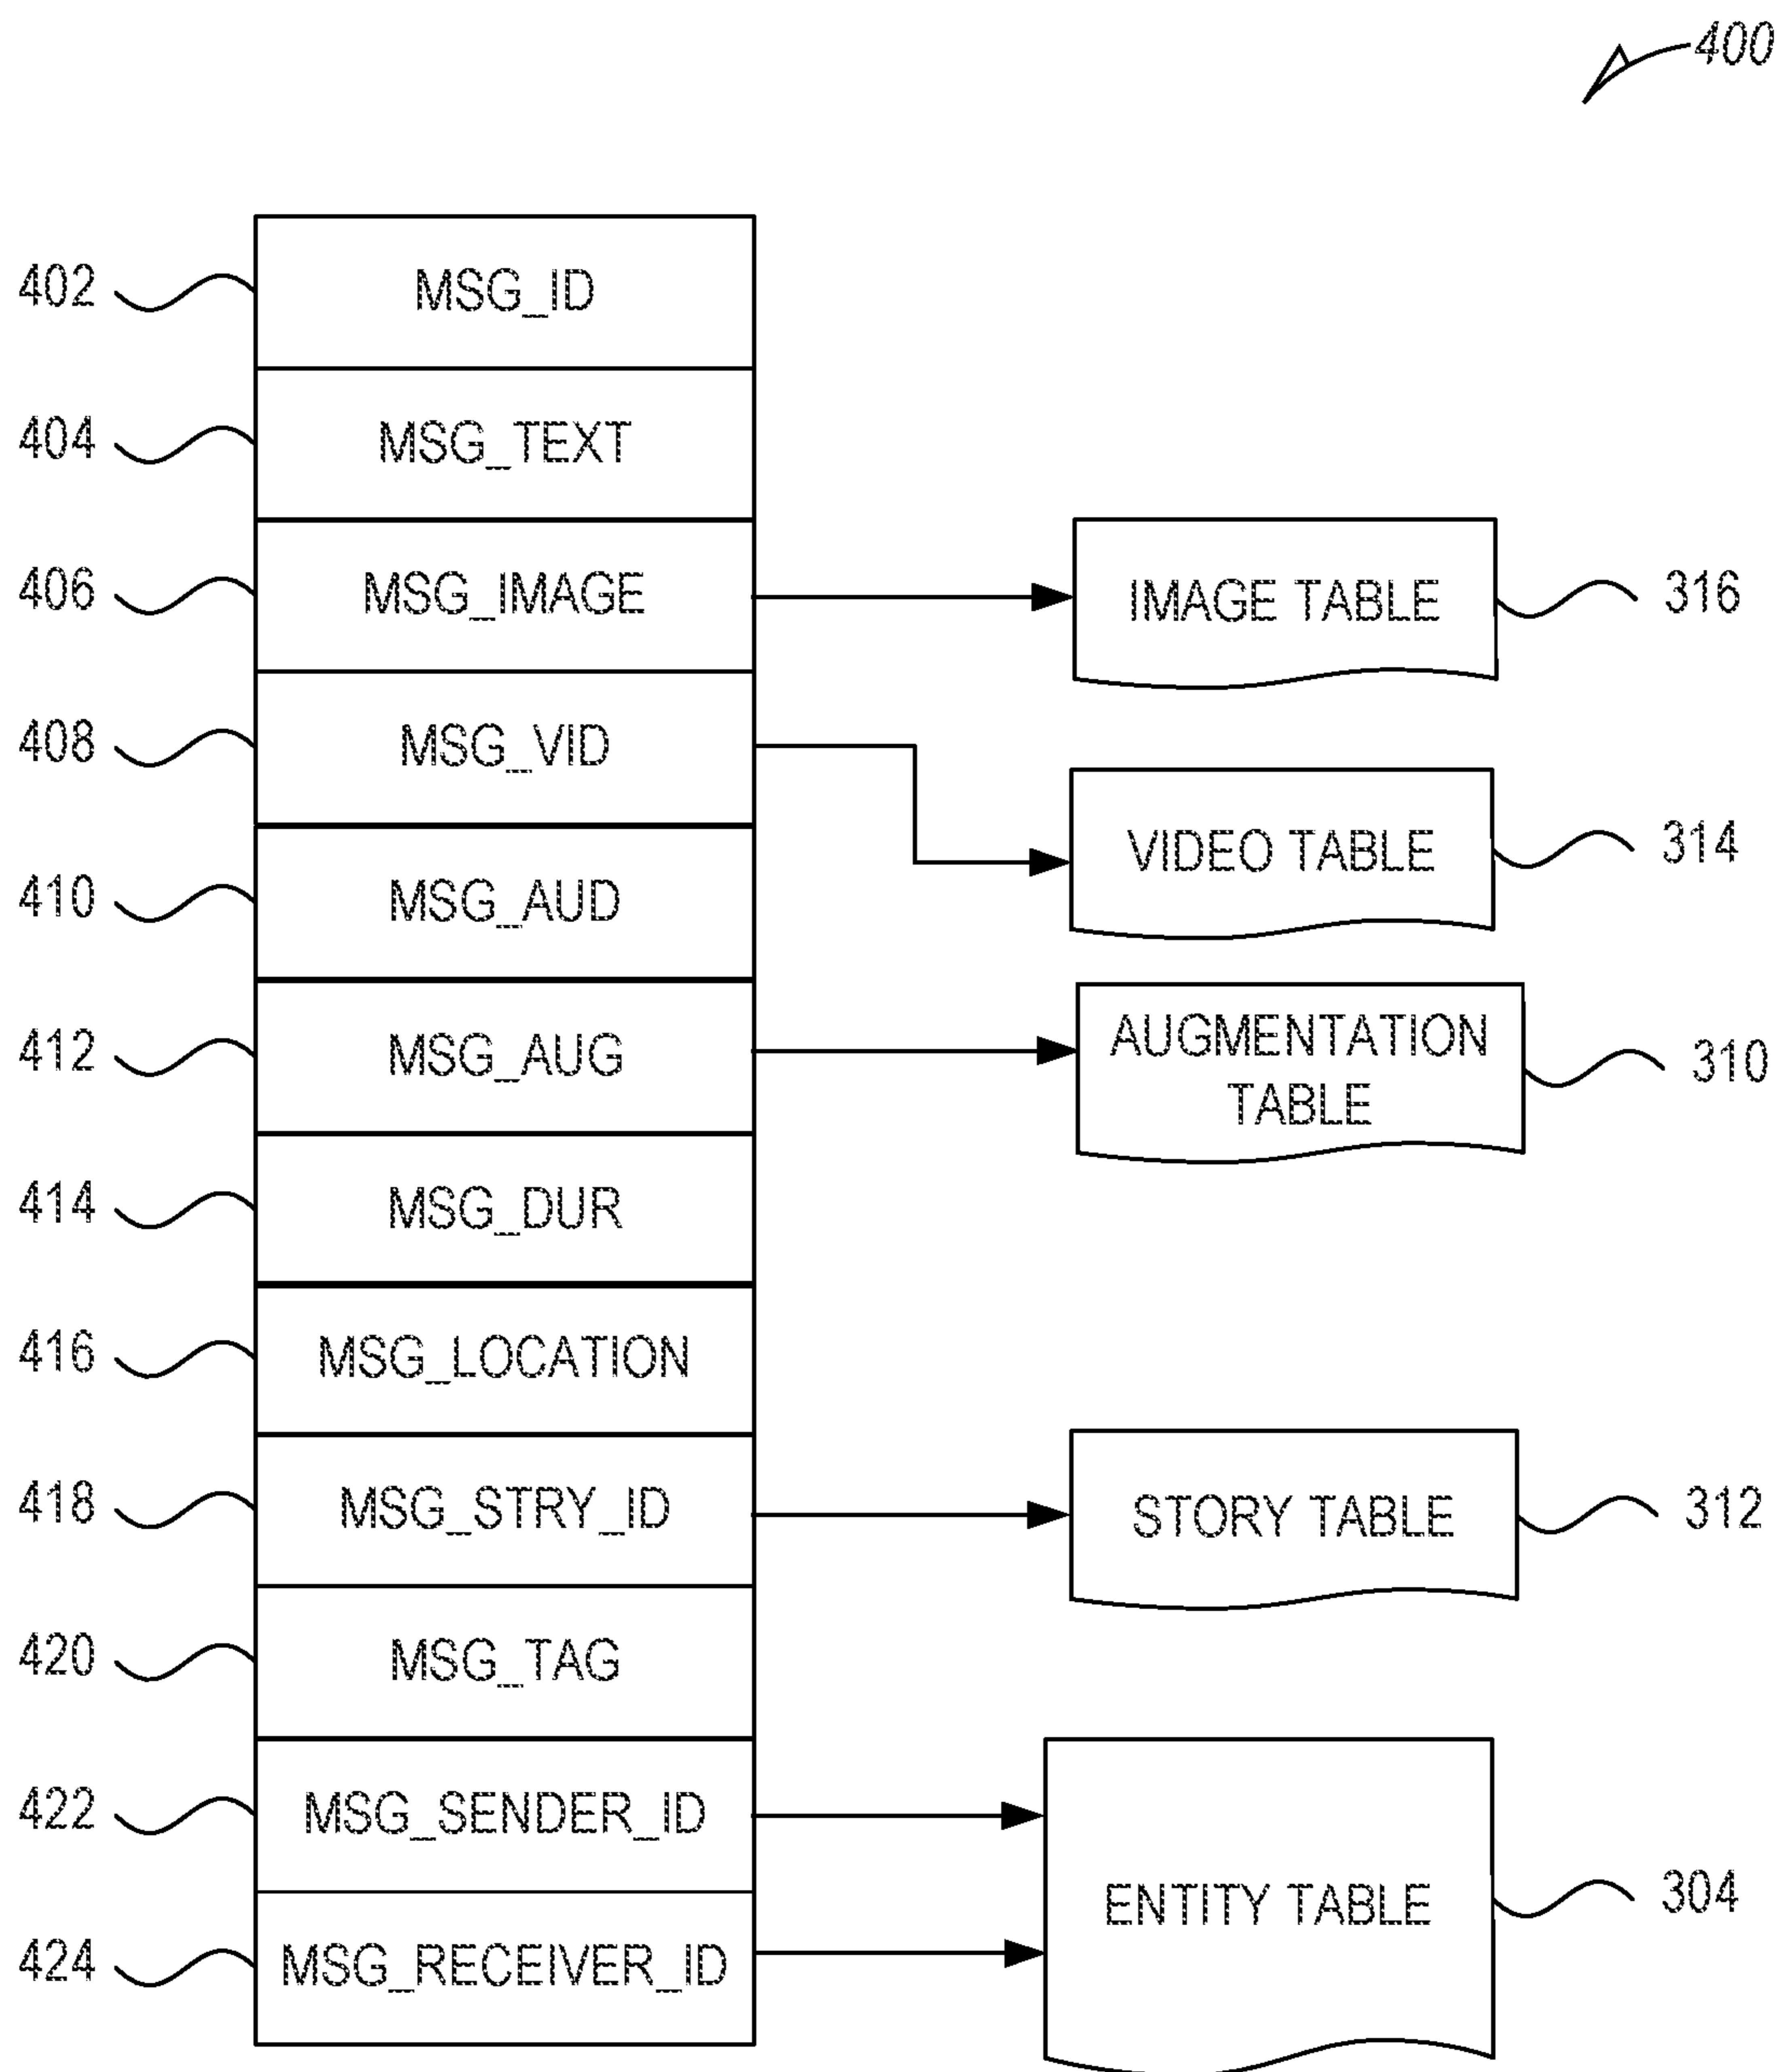 400
402 MSG_ID
404 MSG_TEXT
406 MSG_IMAGE IMAGE TABLE 316
408 MSG_VID
VIDEO TABLE 314
410 MSG_AUD
412 MSG_AUG AUGMENTATION TABLE 310
414 MSG_DUR
416 MSG_LOCATION
418 MSG_STRY_ID STORY TABLE 312
420 MSG_TAG
422 MSG_SENDER_ID
ENTITY TABLE 304
424 MSG_RECEIVER_ID